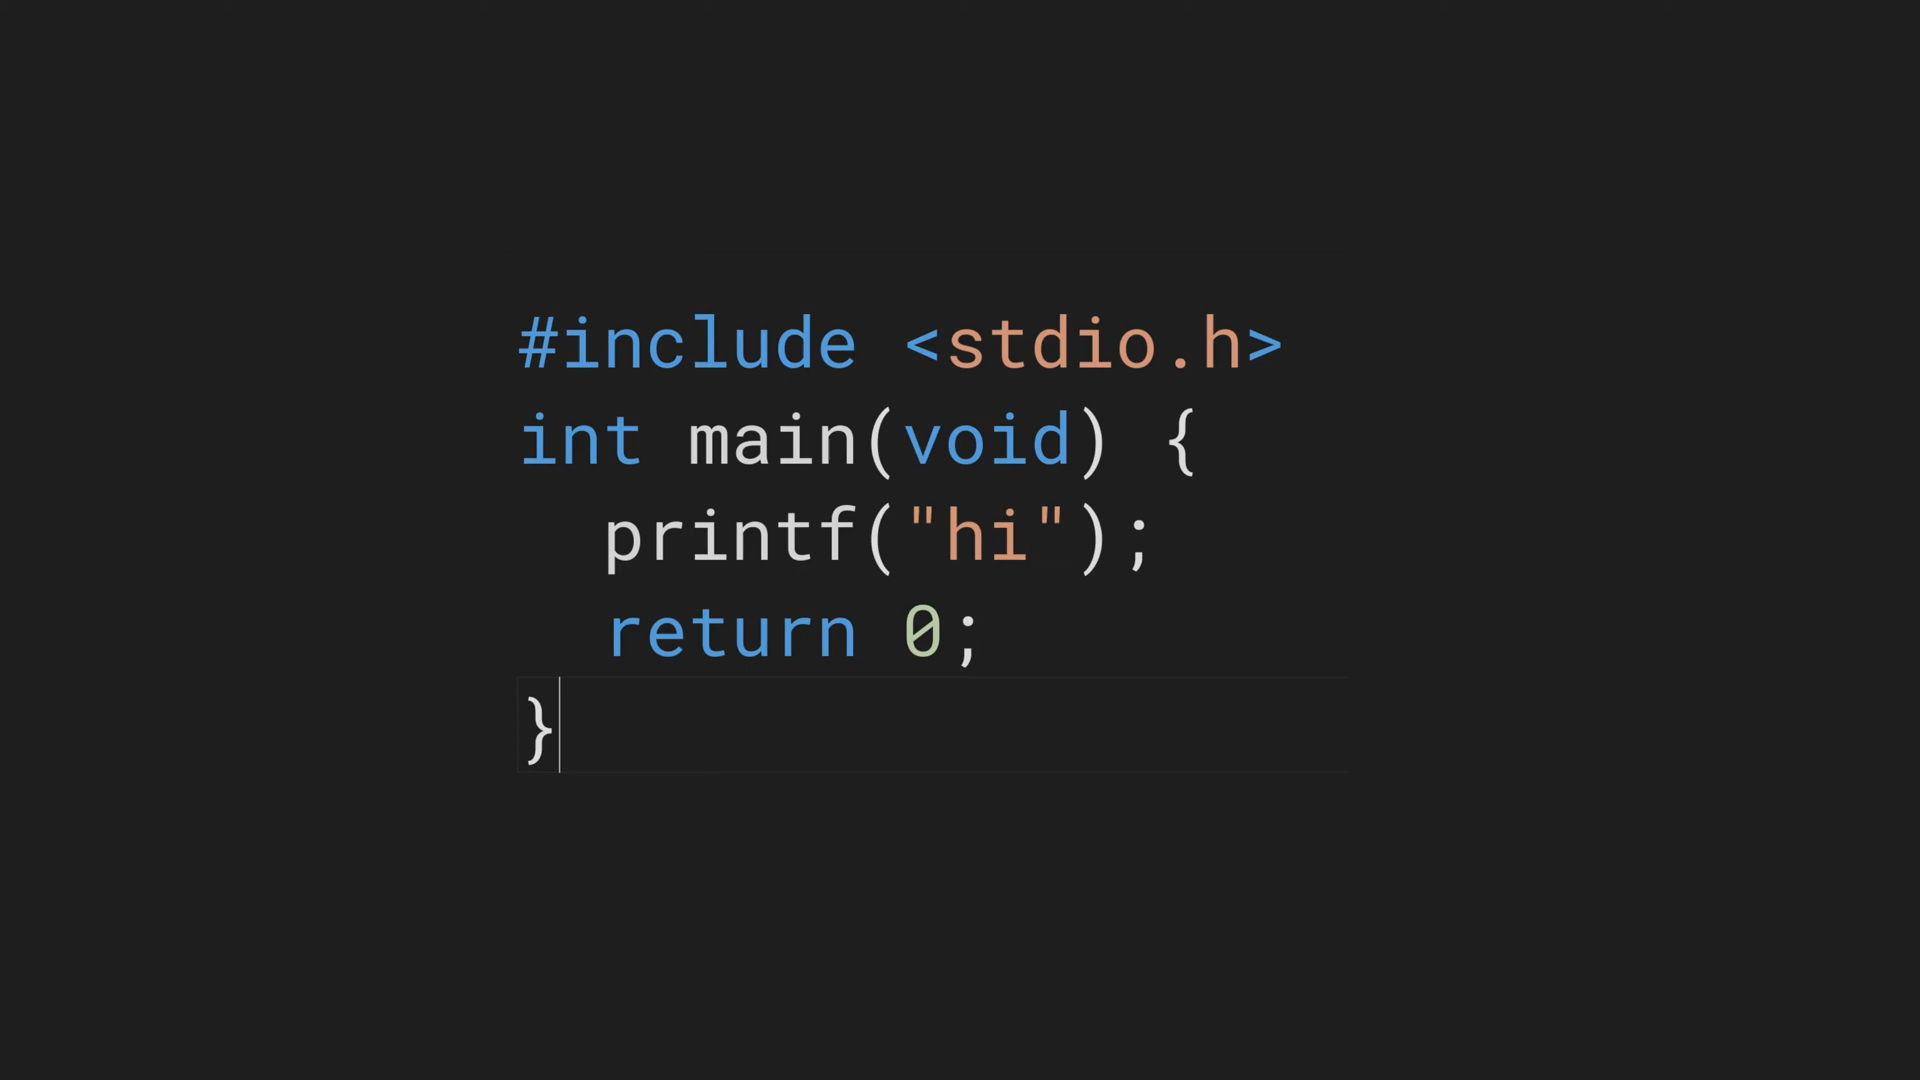 #include <stdio.h>
int main(void) {
  printf("hi");
  return 0;
}